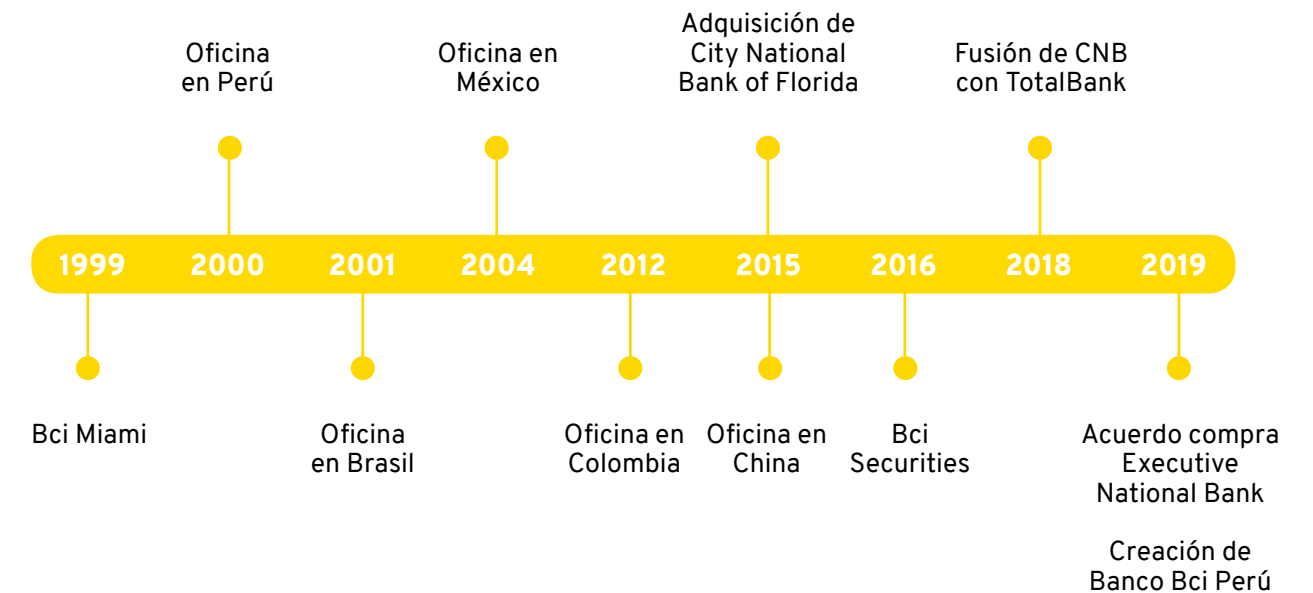 Oficina
en Perú
Oficina en
México
Adquisición de
City National
Bank of Florida
Fusión de CNB
con TotalBank
1999 2000 2001 2004 2012 2015 2016 2018 2019
Bci Miami
Oficina
en Brasil
Oficina en
Colombia
Oficina en
China
Bci
Securities
Acuerdo compra
Executive
National Bank
Creación de
Banco Bci Perú